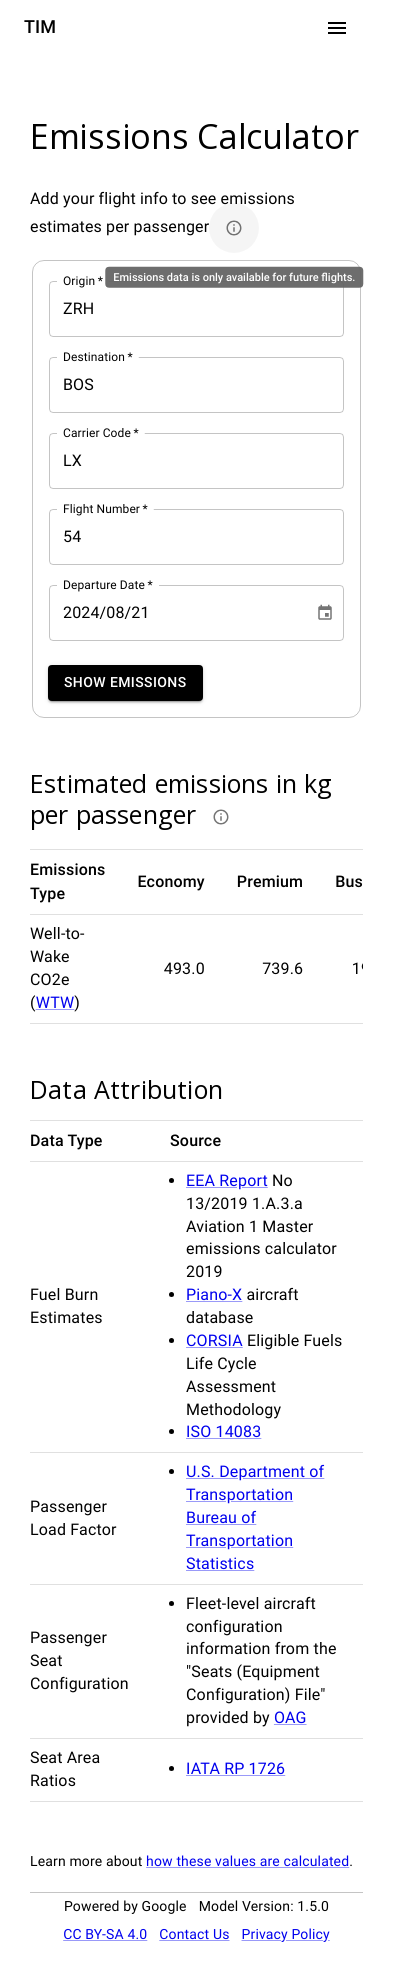 TIM
Emissions Calculator
Add your flight info to see emissions
estimates per passenger
Emissions data is only available for future flights.
Origin *
ZRH
Destination *
BOS
Carrier Code *
LX
Flight Number *
54
Departure Date *
2024/08/21
SHOW EMISSIONS
Estimated emissions in kg
per passenger
Emissions
Type
Economy
Premium
Bus
Well-to-
Wake
CO2e
(WTW)
493.0
739.6
Data Attribution
Data Type
Source
Fuel Burn
Estimates
• EEA Report No
13/2019 1.A.3.a
Aviation 1 Master
emissions calculator
2019
• Piano-X aircraft
database
• CORSIA Eligible Fuels
Life Cycle
Assessment
Methodology
• ISO 14083
Passenger
Load Factor
• U.S. Department of
Transportation
Bureau of
Transportation
Statistics
Passenger
Seat
Configuration
• Fleet-level aircraft
configuration
information from the
"Seats (Equipment
Configuration) File"
provided by OAG
Seat Area
Ratios
• IATA RP 1726
Learn more about how these values are calculated.
Powered by Google Model Version: 1.5.0
CC BY-SA 4.0 Contact Us Privacy Policy